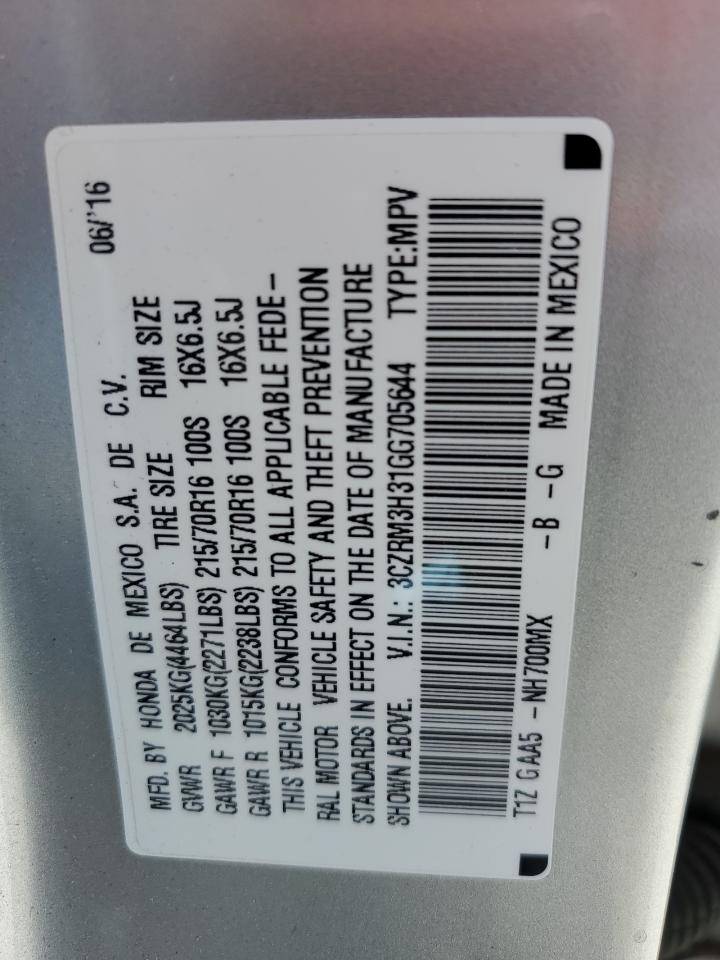 MFD. BY HONDA DE MEXICO S.A. DE C.V. 06/'16
GVWR 2025KG(4464LBS) TIRE SIZE RIM SIZE
GAWR F 1030KG(2271LBS) 215/70R16 100S 16X6.5J
GAWR R 1015KG(2238LBS) 215/70R16 100S 16X6.5J
THIS VEHICLE CONFORMS TO ALL APPLICABLE FEDE-
RAL MOTOR VEHICLE SAFETY AND THEFT PREVENTION
STANDARDS IN EFFECT ON THE DATE OF MANUFACTURE
SHOWN ABOVE. V.I.N.: 3CZRM3H31GG705644 TYPE:MPV
T1Z G AA5 -NH700MX -B -G MADE IN MEXICO